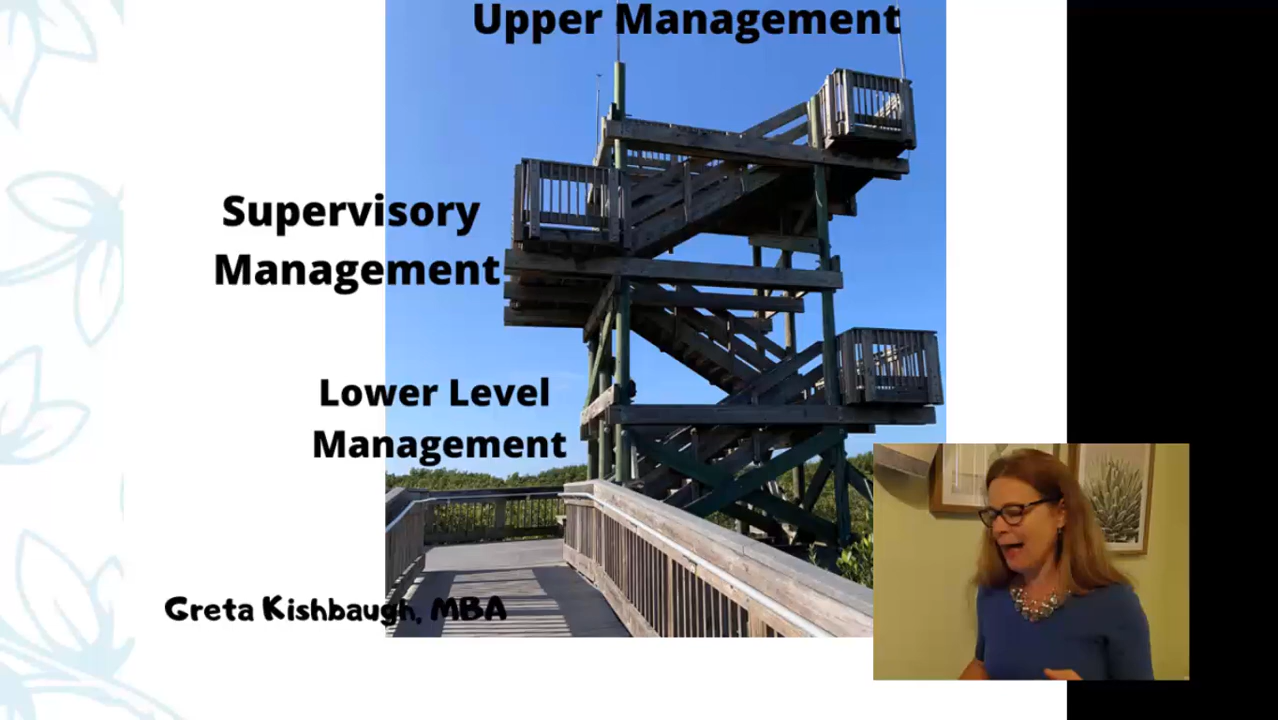 Upper Management
Supervisory
Management
Lower Level
Management
Greta Kishbaugh, MBA